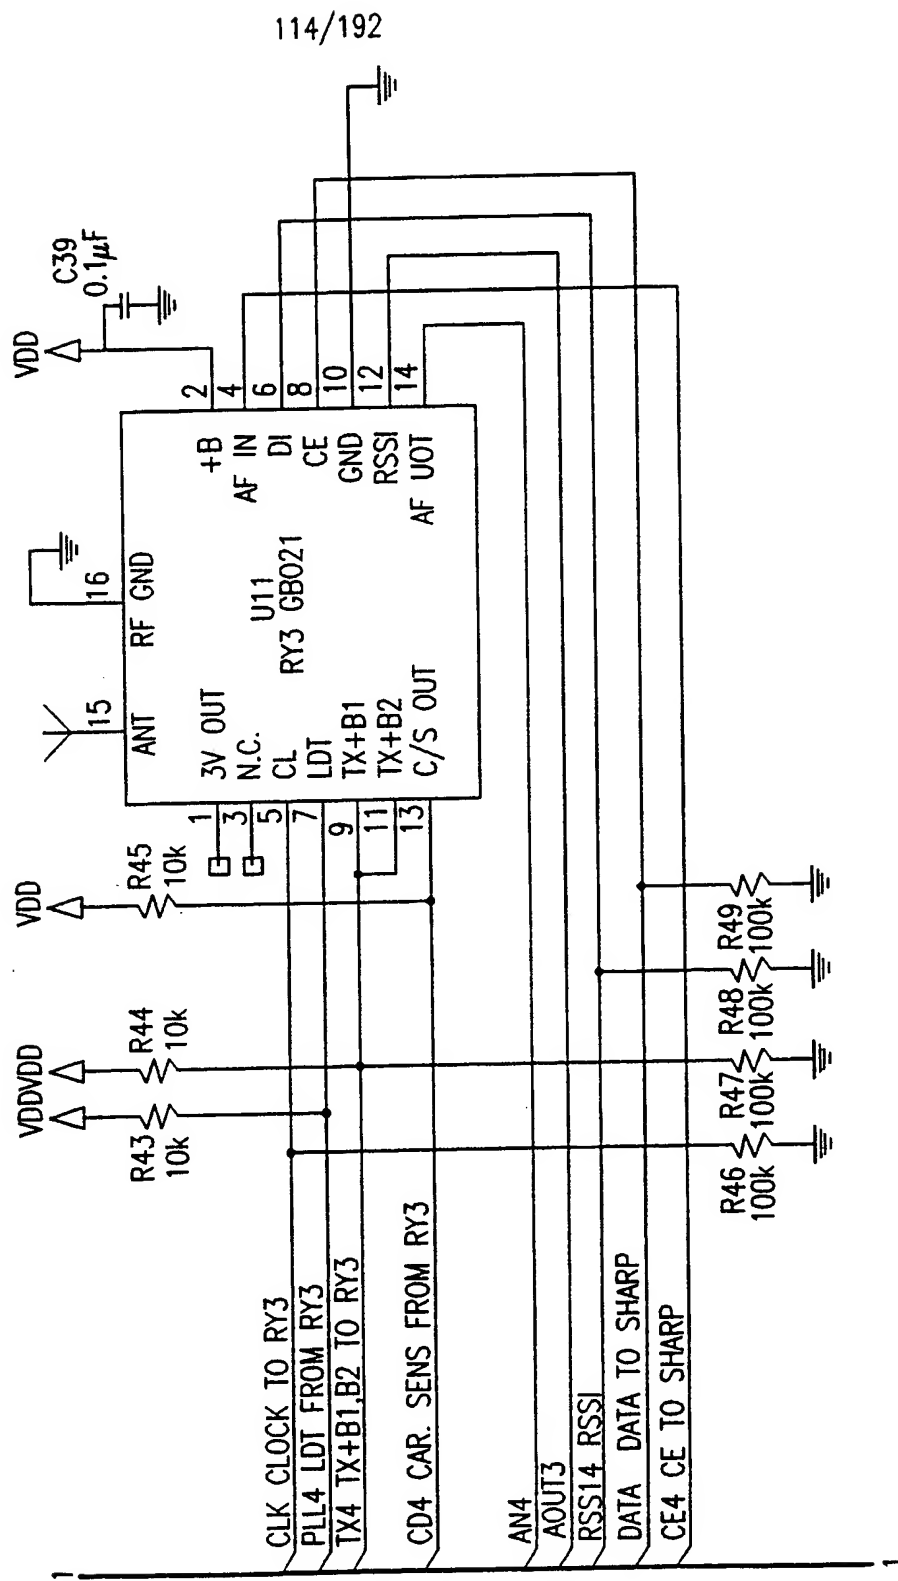 114/192
VDD
C39
0.1μF
VDD
R45
10k
VDDVDD
R44
10k
R43
10k
15
16
ANT
RF GND
U11
RY3 GB021
1
3
5
7
9
11
13
3V OUT
N.C.
CL
LDT
TX+B1
TX+B2
C/S OUT
+B
AF IN
DI
CE
GND
RSSI
AF UOT
2
4
6
8
10
12
14
CLK CLOCK TO RY3
PLL4 LDT FROM RY3
TX4 TX+B1,B2 TO RY3
CD4 CAR. SENS FROM RY3
AN4
AOUT3
RSS14 RSSI
DATA DATA TO SHARP
CE4 CE TO SHARP
R46
100k
R47
100k
R48
100k
R49
100k
1
1